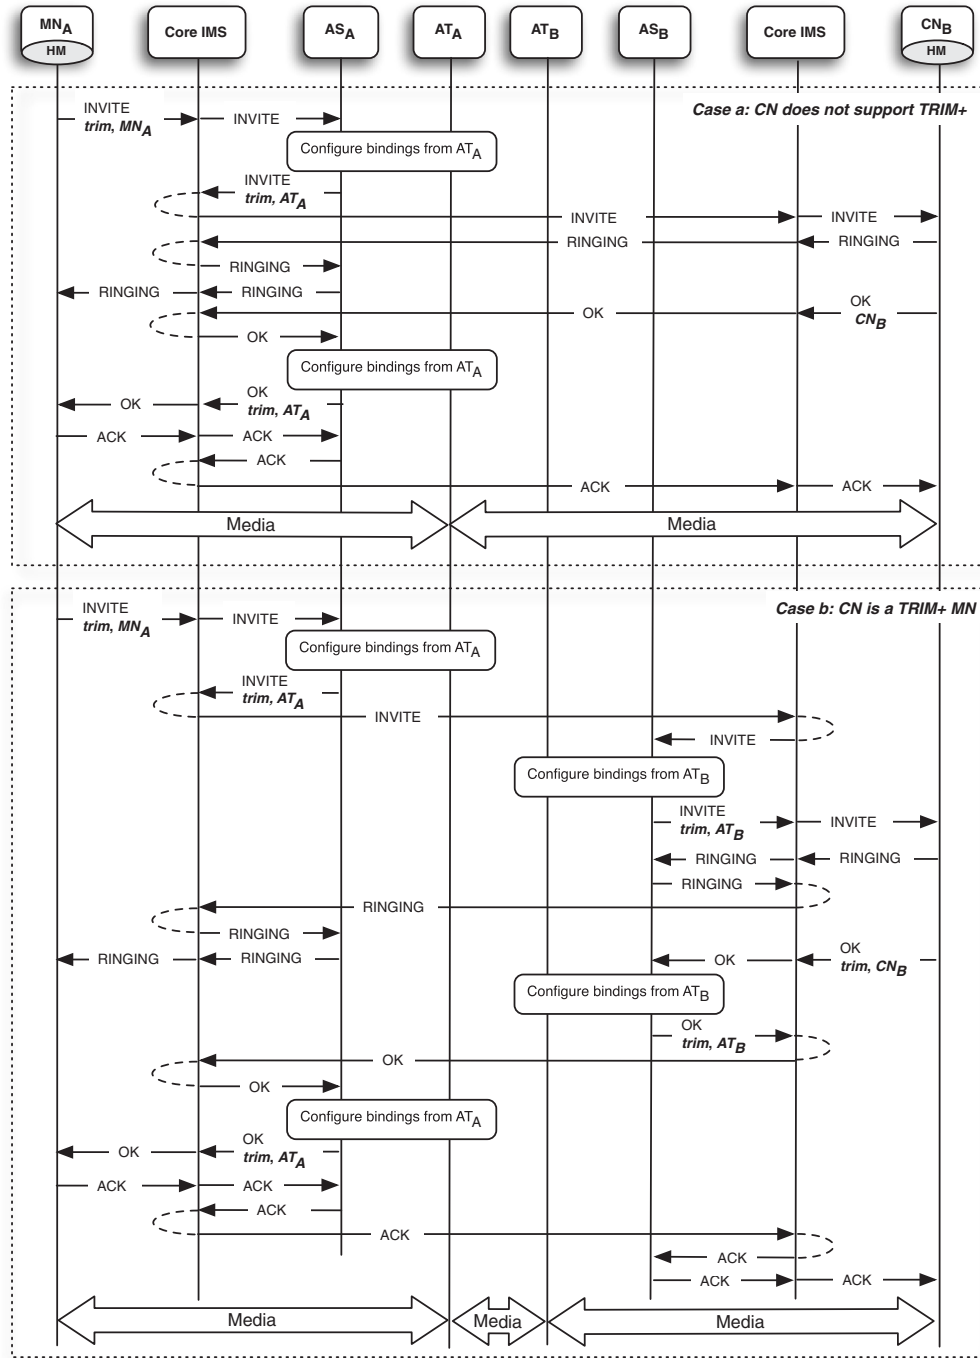 MNA Core IMS ASA ATA ATB ASB Core IMS CNB
HM HM
Case a: CN does not support TRIM+
INVITE
trim, MNA
INVITE
Configure bindings from ATA
INVITE
trim, ATA
INVITE INVITE
RINGING RINGING
RINGING
RINGING RINGING
OK
CNB
OK
OK
Configure bindings from ATA
OK
trim, ATA
OK
ACK ACK
ACK
ACK ACK
Media Media
Case b: CN is a TRIM+ MN
INVITE
trim, MNA
INVITE
Configure bindings from ATA
INVITE
trim, ATA
INVITE
INVITE
Configure bindings from ATB
INVITE
trim, ATB
INVITE
RINGING RINGING
RINGING
RINGING
RINGING
RINGING RINGING
OK
OK
trim, CNB
Configure bindings from ATB
OK
trim, ATB
OK
OK
Configure bindings from ATA
OK
OK
trim, ATA
ACK ACK
ACK
ACK
ACK
ACK ACK
Media Media Media